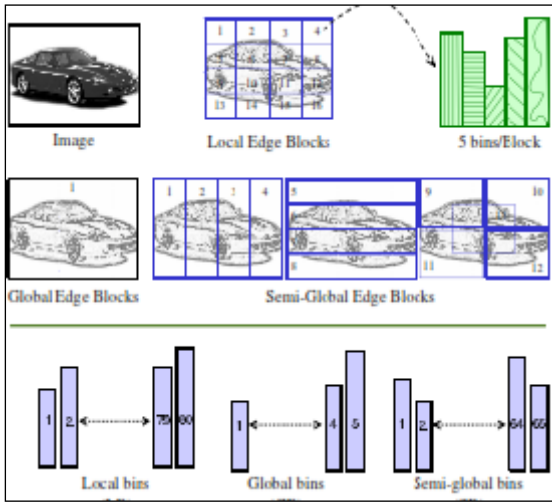 1 2 3 4
13 14 15 16
Image
Local Edge Blocks
5 bins/Block
1
1 2 3 4
5
8
9 10
11 12
Global Edge Blocks
Semi-Global Edge Blocks
1 2 79 80
1 4 5
1 2 64 65
Local bins
Global bins
Semi-global bins